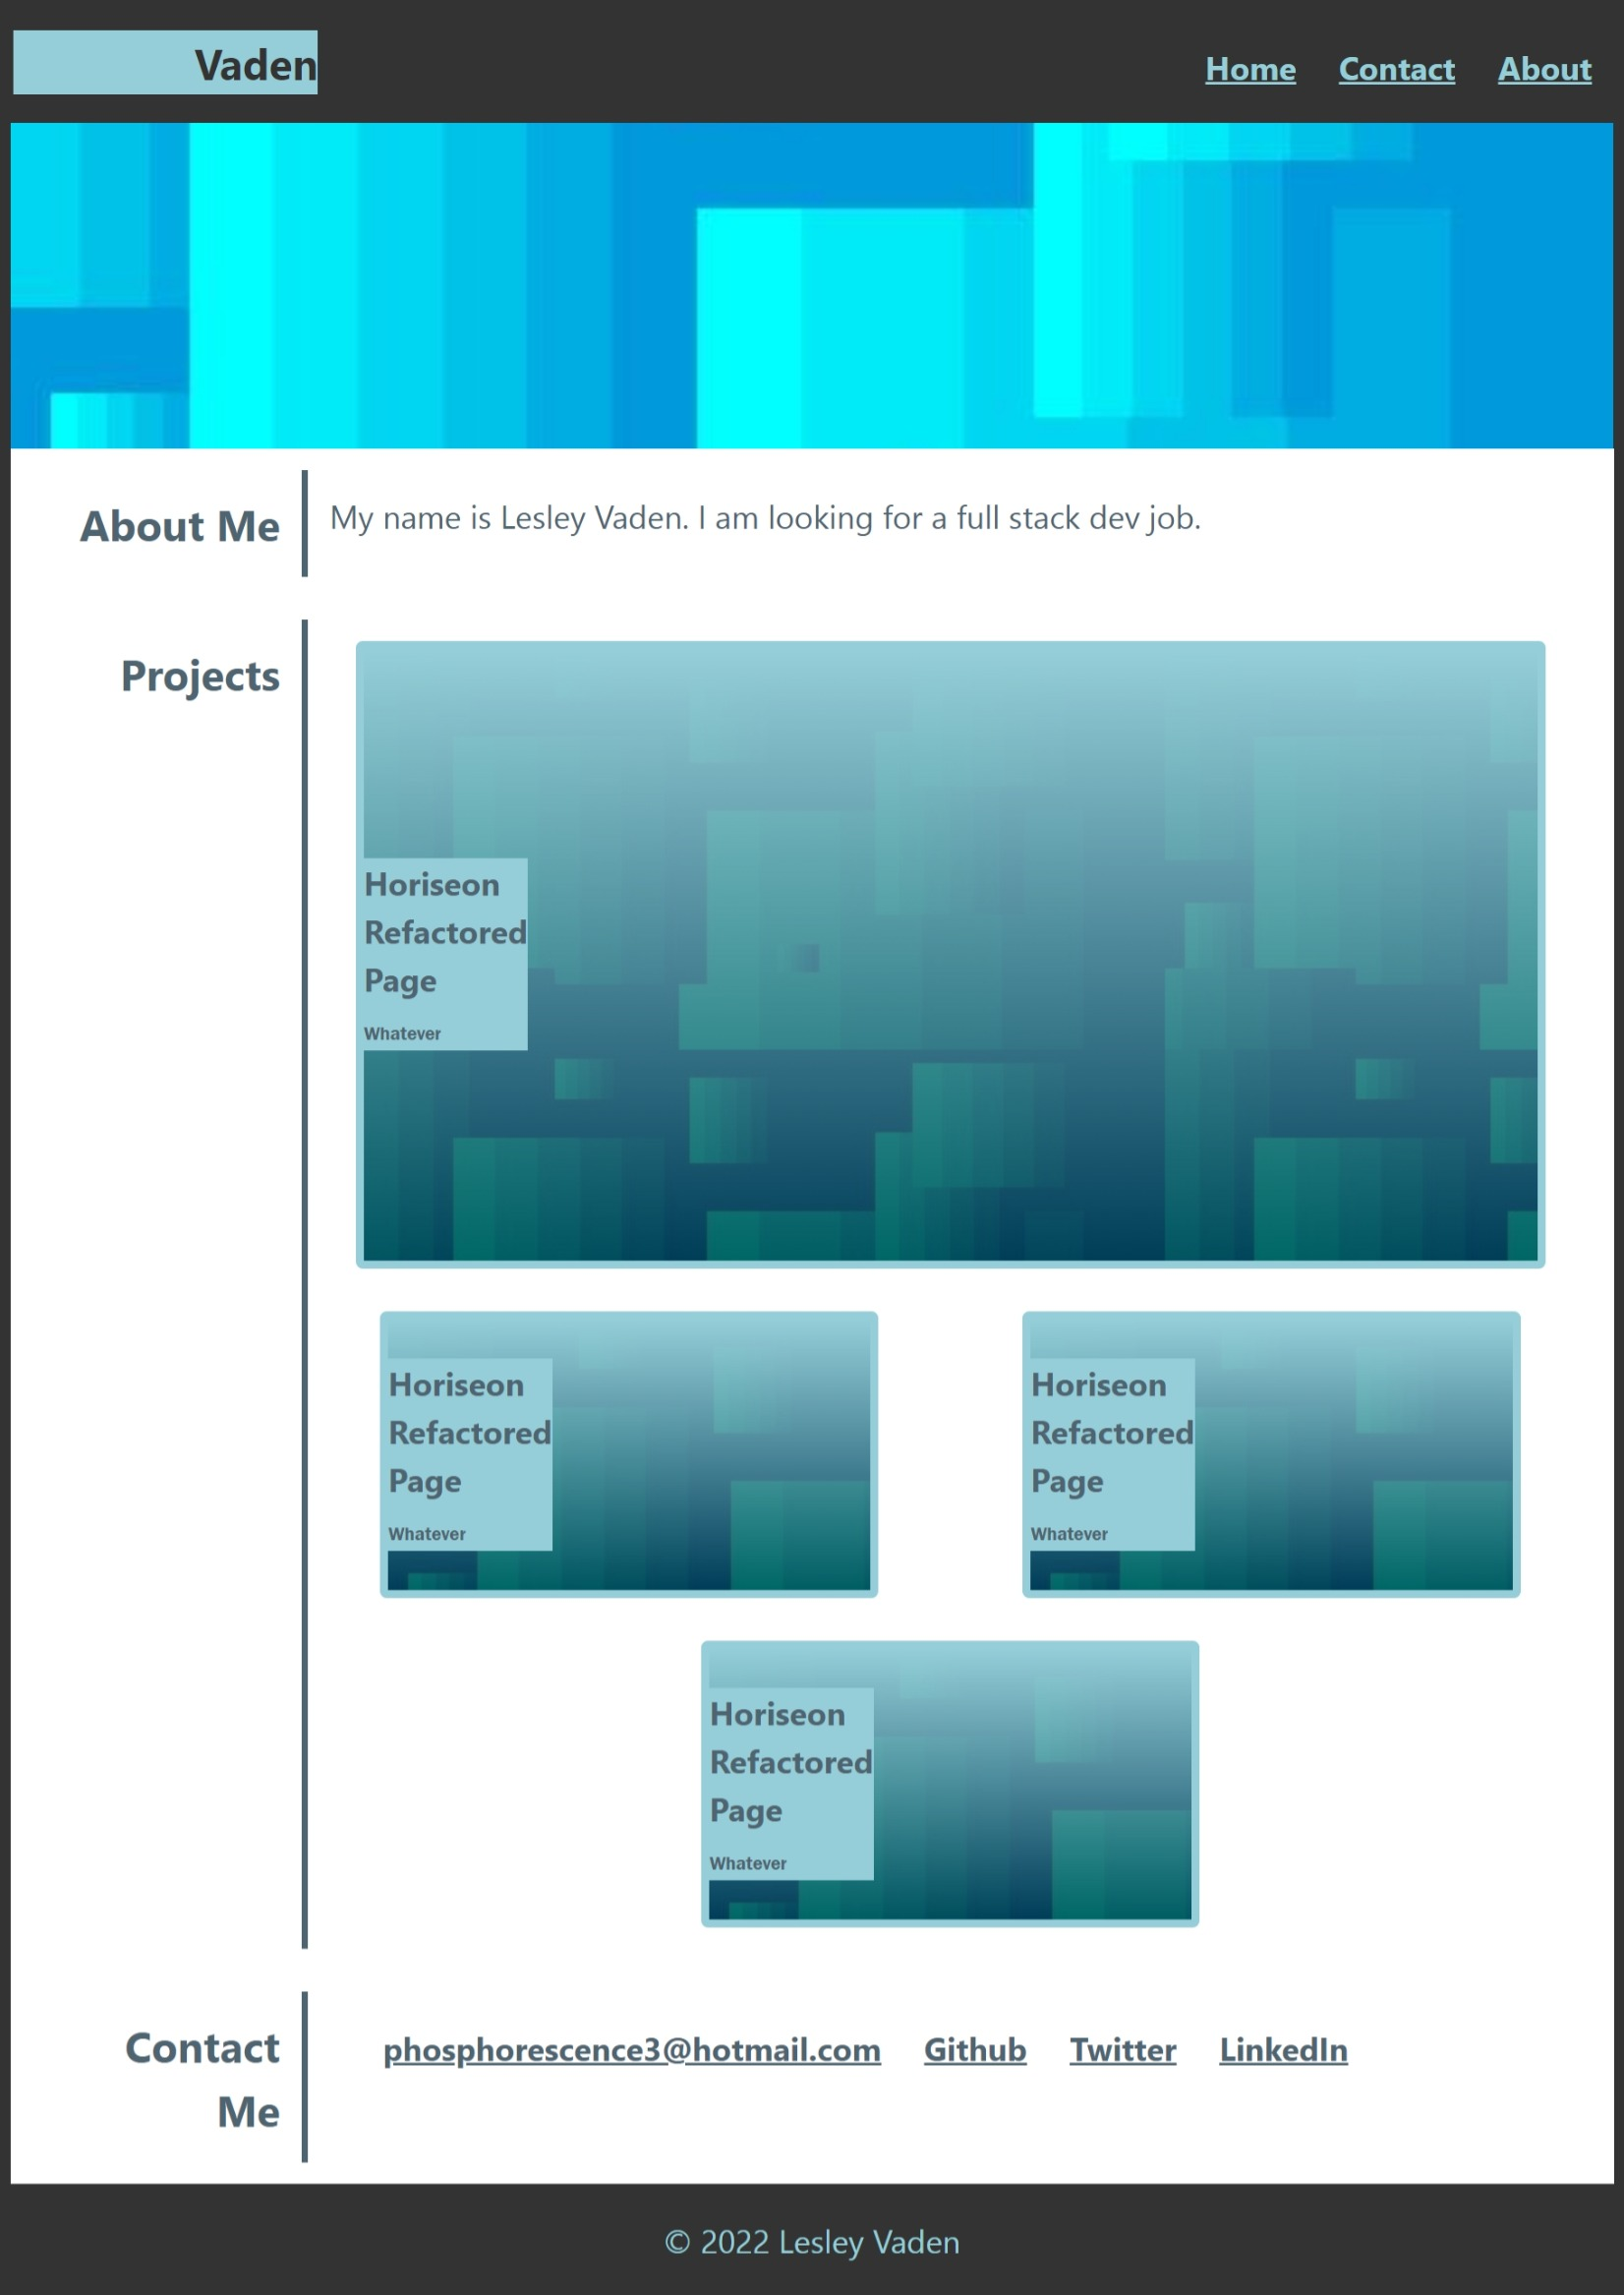 Vaden
Home Contact About
About Me
My name is Lesley Vaden. I am looking for a full stack dev job.
Projects
Horiseon
Refactored
Page
Whatever
Horiseon
Refactored
Page
Whatever
Horiseon
Refactored
Page
Whatever
Horiseon
Refactored
Page
Whatever
Contact
Me
phosphorescence3@hotmail.com Github Twitter LinkedIn
© 2022 Lesley Vaden